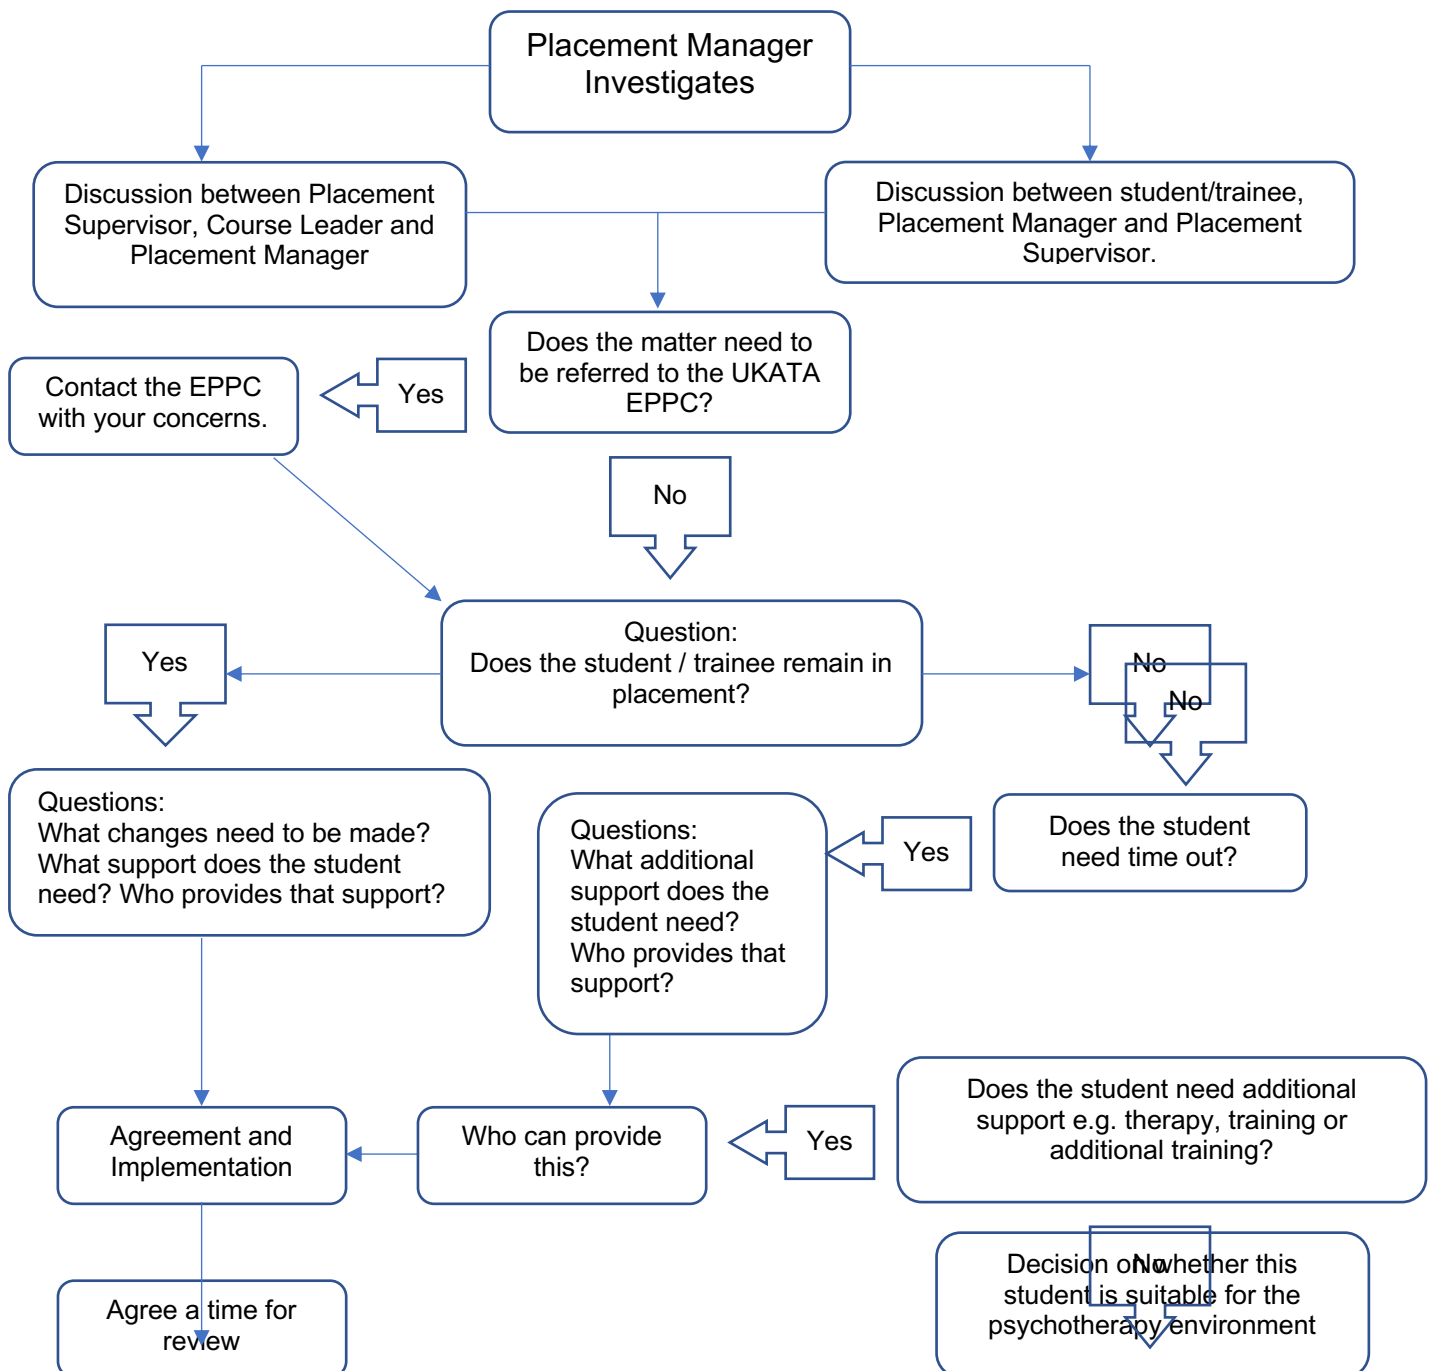 Placement Manager
Investigates
Discussion between Placement
Supervisor, Course Leader and
Placement Manager
Discussion between student/trainee,
Placement Manager and Placement
Supervisor.
Does the matter need to
be referred to the UKATA
EPPC?
Yes
Contact the EPPC
with your concerns.
No
Question:
Does the student / trainee remain in
placement?
Yes
No
No
Questions:
What changes need to be made?
What support does the student
need? Who provides that support?
Questions:
What additional
support does the
student need?
Who provides that
support?
Yes
Does the student
need time out?
Agreement and
Implementation
Who can provide
this?
Yes
Does the student need additional
support e.g. therapy, training or
additional training?
No
Decision on whether this
student is suitable for the
psychotherapy environment
Agree a time for
review